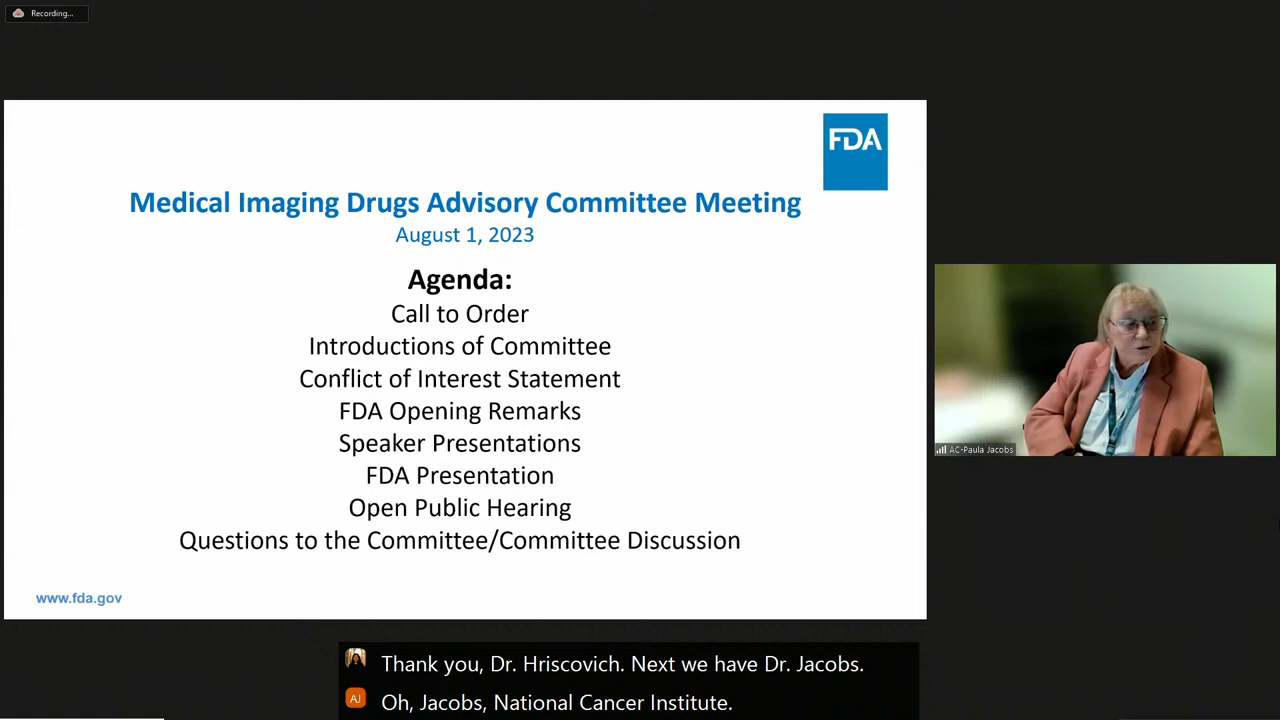 Recording...
FDA
Medical Imaging Drugs Advisory Committee Meeting
August 1, 2023
Agenda:
Call to Order
Introductions of Committee
Conflict of Interest Statement
FDA Opening Remarks
Speaker Presentations
FDA Presentation
Open Public Hearing
Questions to the Committee/Committee Discussion
www.fda.gov
AC-Paula Jacobs
Thank you, Dr. Hriscovich. Next we have Dr. Jacobs.
AJ
Oh, Jacobs, National Cancer Institute.